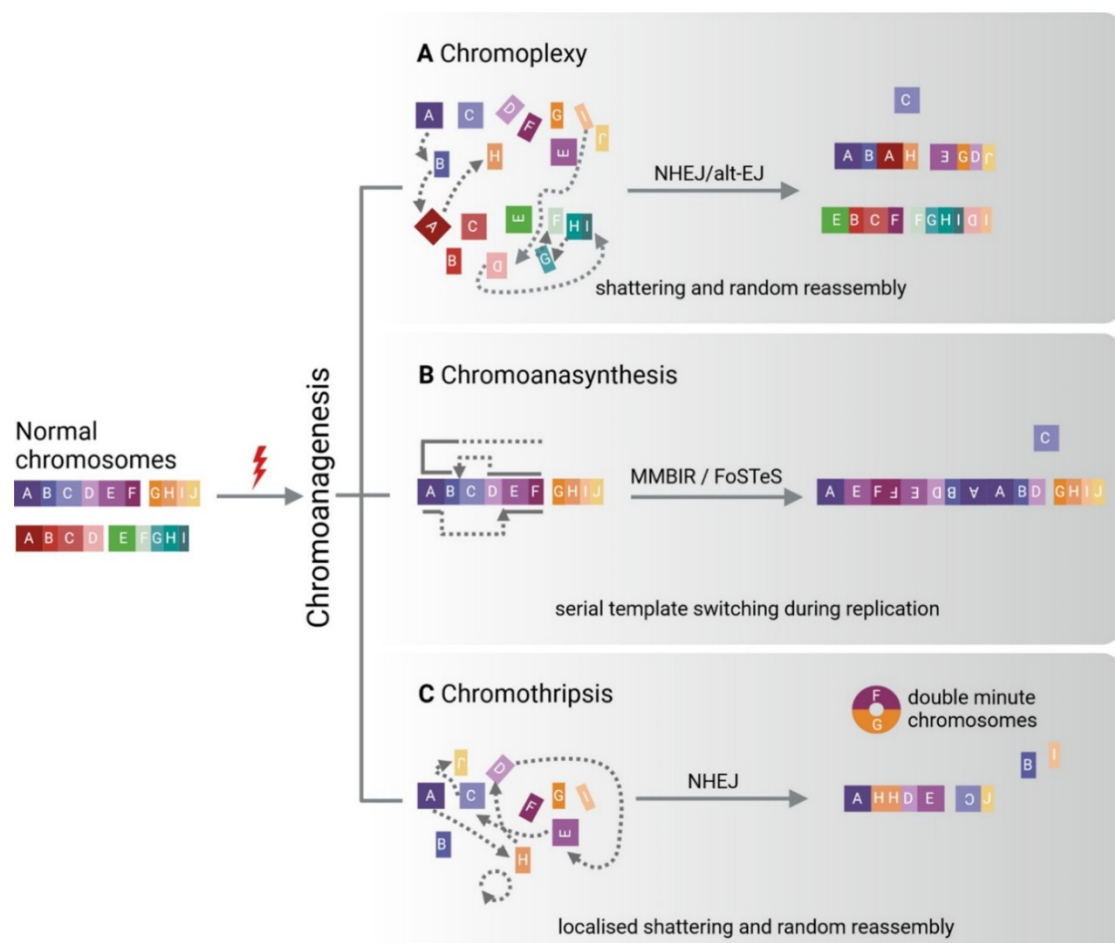 A Chromoplexy
A C D F G I J
B H E
A C E F H I
B D G
NHEJ/alt-EJ
C
A B A H E G D J
E B C F F G H I D I
shattering and random reassembly
Normal
chromosomes
A B C D E F G H I J
A B C D E F G H I
Chromoanagenesis
B Chromoanasynthesis
A B C D E F G H I J
MMBIR / FoSTeS
C
A E F F E D B A A B D G H I J
serial template switching during replication
C Chromothripsis
J D
A C F G I
B H E
NHEJ
F
G
double minute
chromosomes
B I
A H H D E C J
localised shattering and random reassembly